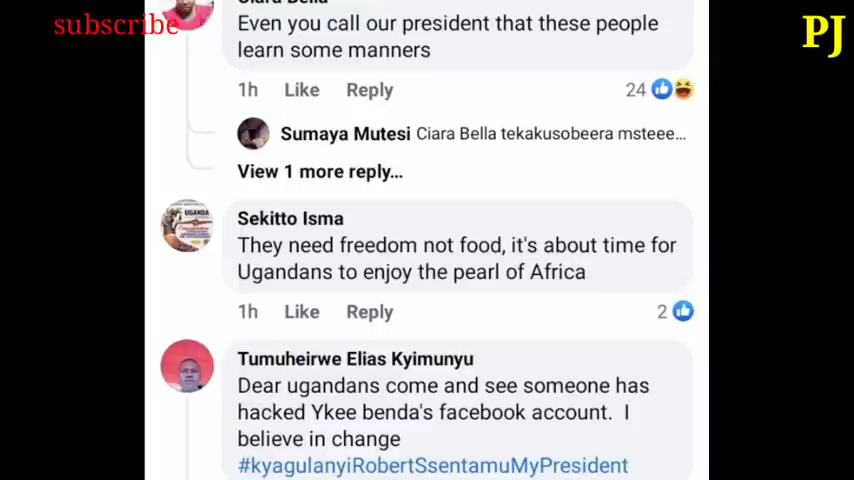 Ciara Bella
subscribe
PJ
Even you call our president that these people
learn some manners
1h Like Reply 24
Sumaya Mutesi Ciara Bella tekakusobeera msteee...
View 1 more reply...
Sekitto Isma
They need freedom not food, it's about time for
Ugandans to enjoy the pearl of Africa
1h Like Reply 2
Tumuheirwe Elias Kyimunyu
Dear ugandans come and see someone has
hacked Ykee benda's facebook account. I
believe in change
#kyagulanyiRobertSsentamuMyPresident